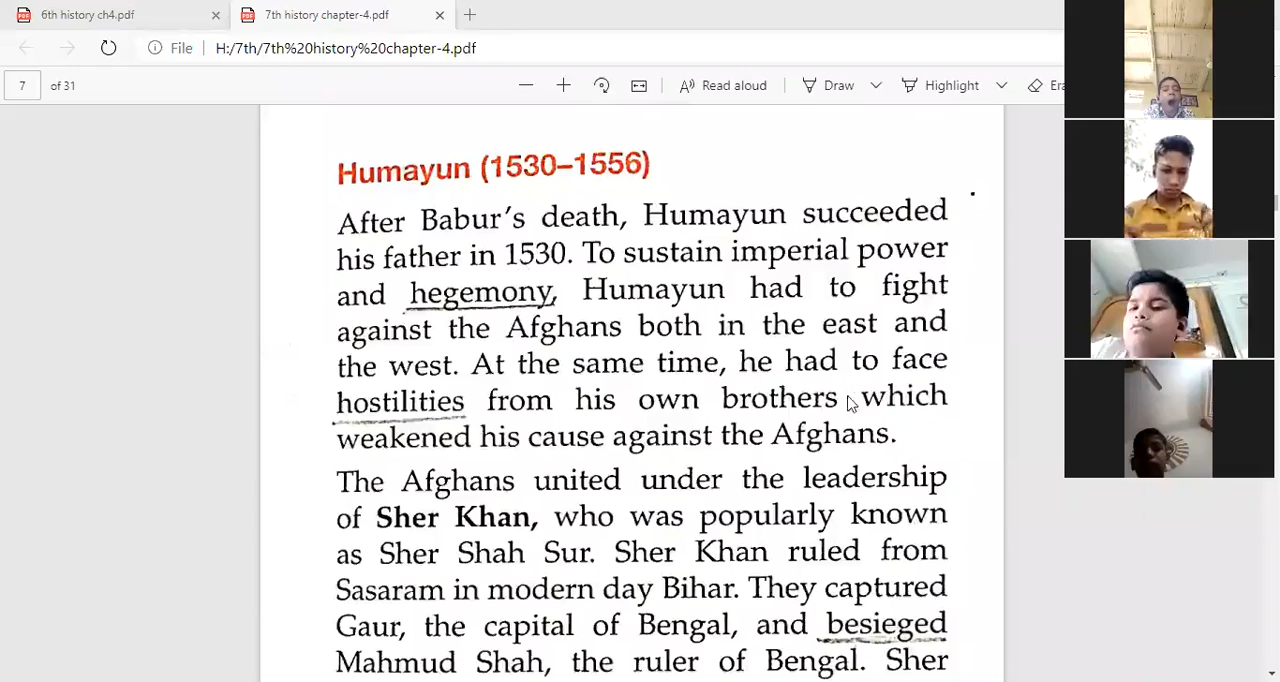 6th history ch4.pdf
7th history chapter-4.pdf
File
H:/7th/7th%20history%20chapter-4.pdf
7 of 31
Read aloud
Draw
Highlight
Era
Humayun (1530–1556)
After Babur's death, Humayun succeeded
his father in 1530. To sustain imperial power
and hegemony, Humayun had to fight
against the Afghans both in the east and
the west. At the same time, he had to face
hostilities from his own brothers which
weakened his cause against the Afghans.
The Afghans united under the leadership
of Sher Khan, who was popularly known
as Sher Shah Sur. Sher Khan ruled from
Sasaram in modern day Bihar. They captured
Gaur, the capital of Bengal, and besieged
Mahmud Shah, the ruler of Bengal. Sher